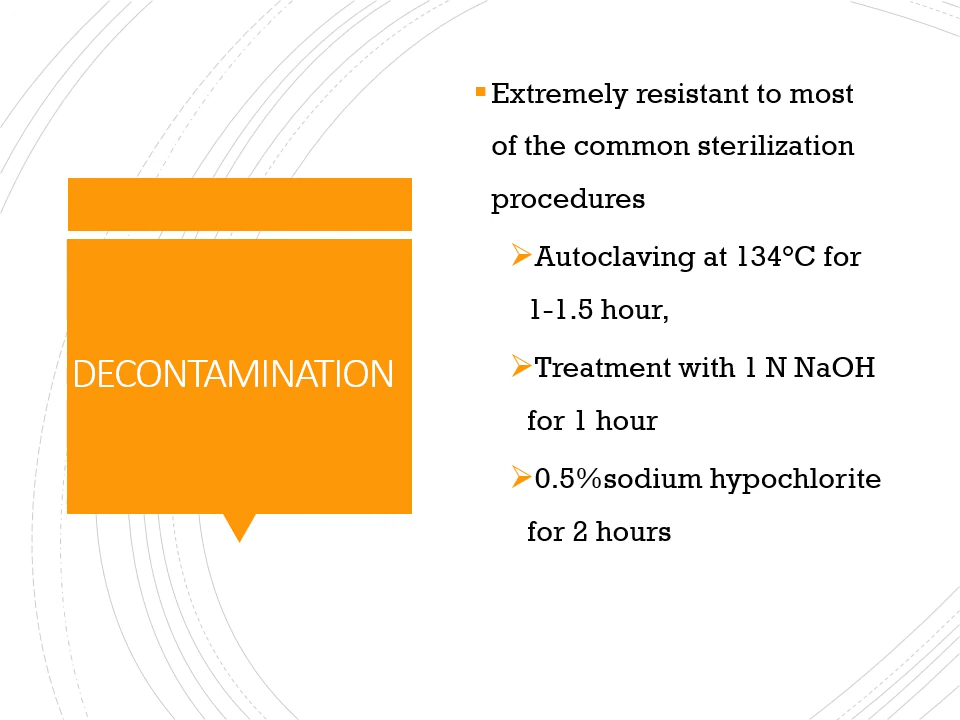 DECONTAMINATION
▪Extremely resistant to most
of the common sterilization
procedures
➢Autoclaving at 134°C for
1-1.5 hour,
➢Treatment with 1 N NaOH
for 1 hour
➢0.5%sodium hypochlorite
for 2 hours